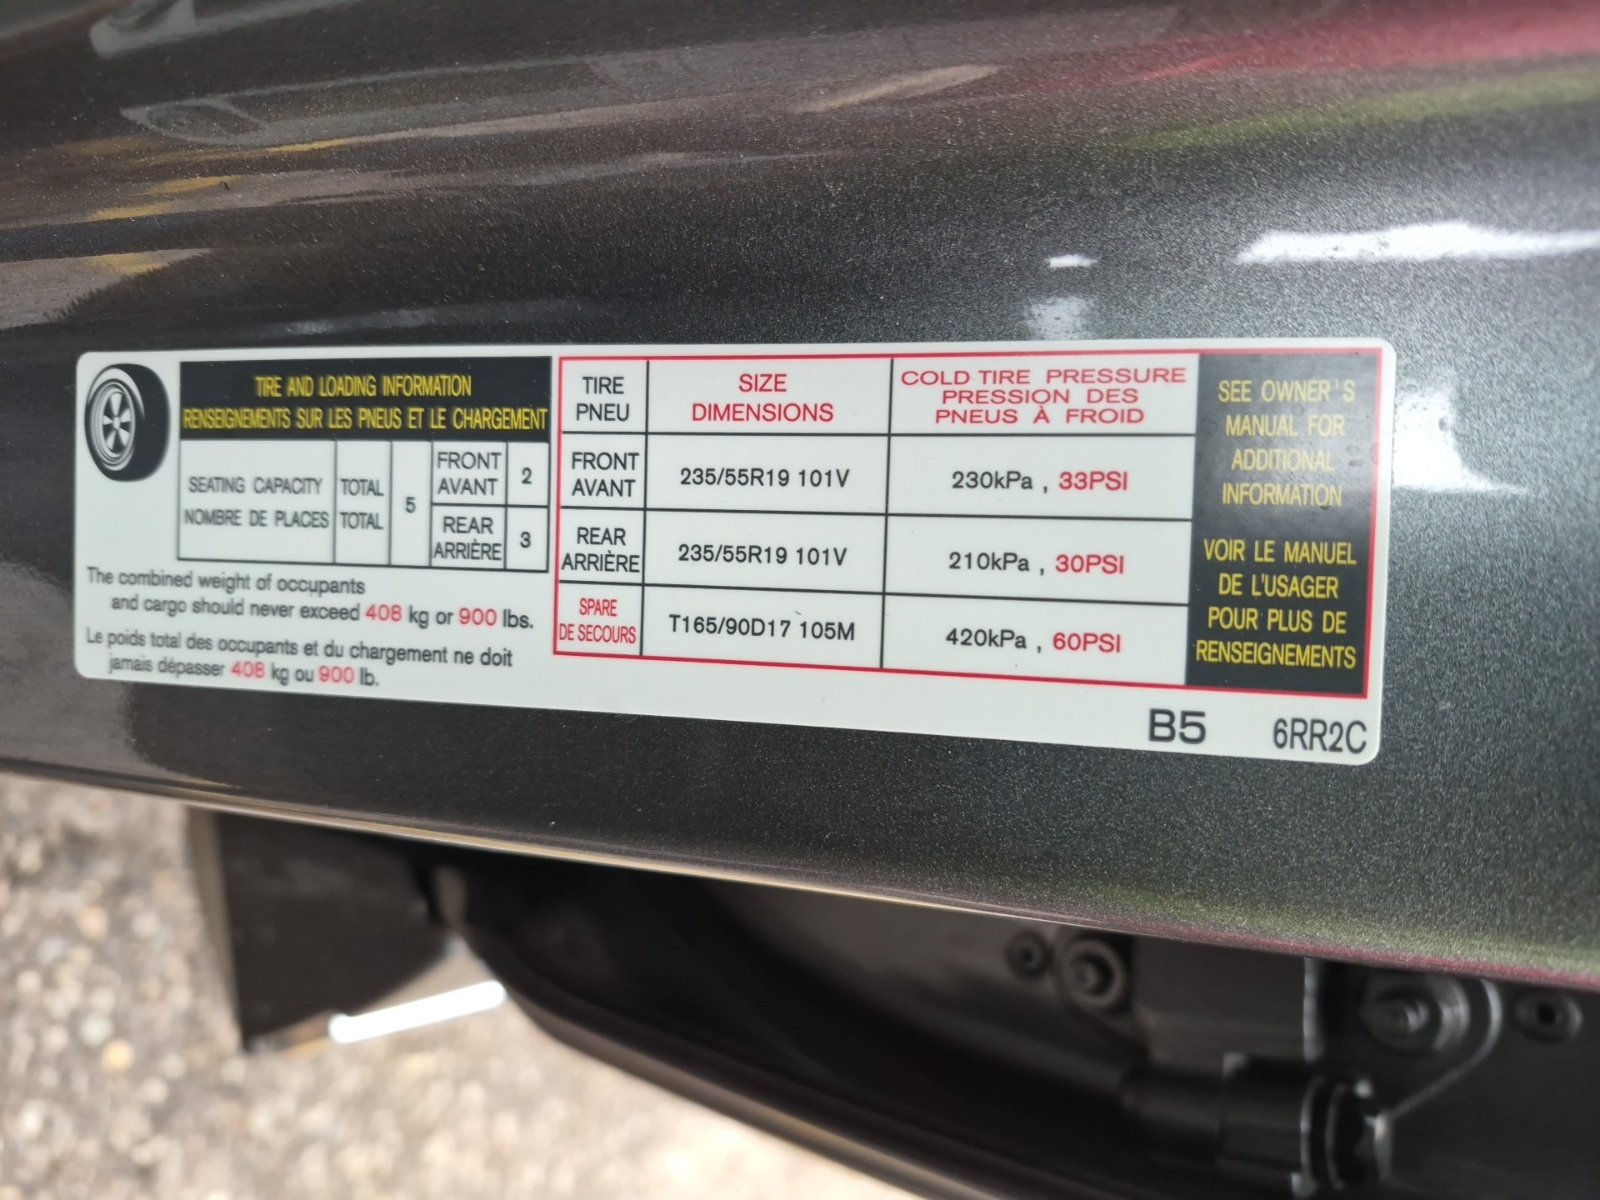 TIRE AND LOADING INFORMATION
RENSEIGNEMENTS SUR LES PNEUS ET LE CHARGEMENT
SEATING CAPACITY
NOMBRE DE PLACES
TOTAL
TOTAL
5
FRONT
AVANT
2
REAR
ARRIÈRE
3
The combined weight of occupants
and cargo should never exceed 408 kg or 900 lbs.
Le poids total des occupants et du chargement ne doit
jamais dépasser 408 kg ou 900 lb.
TIRE
PNEU
SIZE
DIMENSIONS
COLD TIRE PRESSURE
PRESSION DES
PNEUS À FROID
FRONT
AVANT
235/55R19 101V
230kPa , 33PSI
REAR
ARRIÈRE
235/55R19 101V
210kPa , 30PSI
SPARE
DE SECOURS
T165/90D17 105M
420kPa , 60PSI
SEE OWNER'S
MANUAL FOR
ADDITIONAL
INFORMATION
VOIR LE MANUEL
DE L'USAGER
POUR PLUS DE
RENSEIGNEMENTS
B5 6RR2C